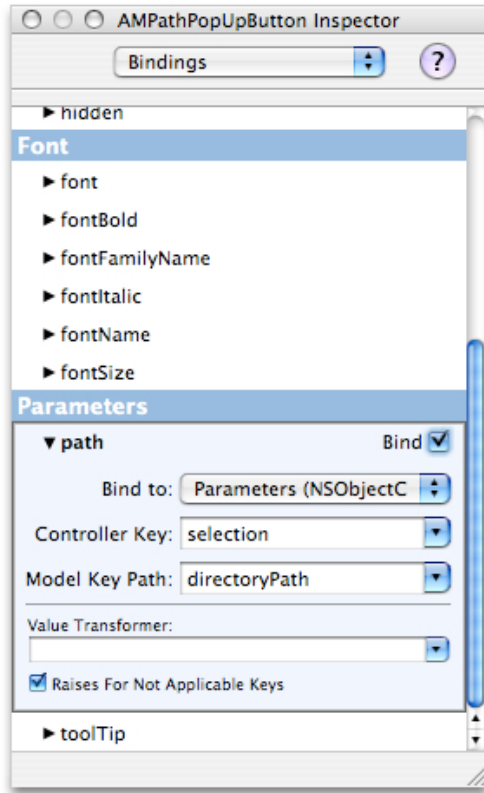 AMPathPopUpButton Inspector
Bindings
?
hidden
Font
font
fontBold
fontFamilyName
fontItalic
fontName
fontSize
Parameters
path Bind
Bind to: Parameters (NSObjectC
Controller Key: selection
Model Key Path: directoryPath
Value Transformer:
Raises For Not Applicable Keys
toolTip